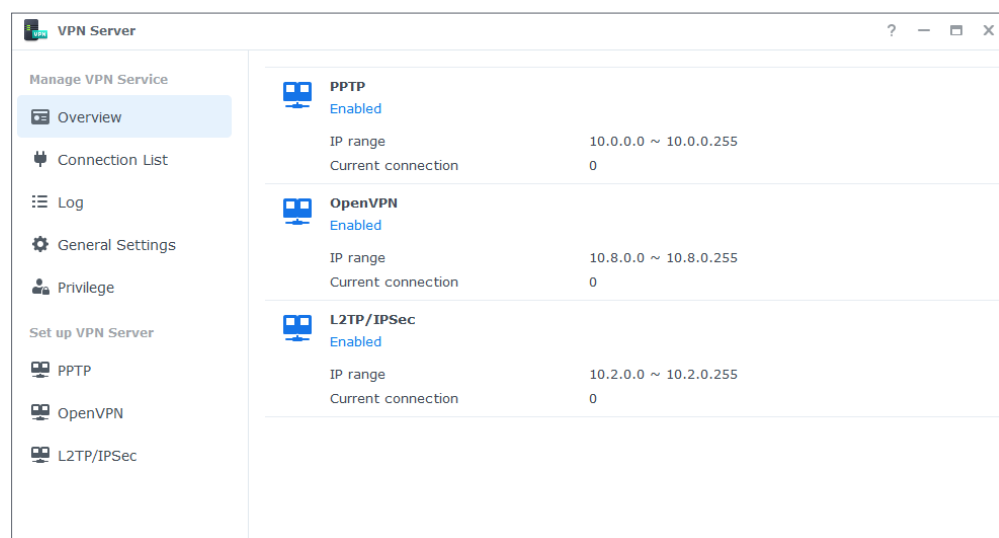 VPN Server
Manage VPN Service
Overview
Connection List
Log
General Settings
Privilege
Set up VPN Server
PPTP
OpenVPN
L2TP/IPSec
PPTP
Enabled
IP range 10.0.0.0 ~ 10.0.0.255
Current connection 0
OpenVPN
Enabled
IP range 10.8.0.0 ~ 10.8.0.255
Current connection 0
L2TP/IPSec
Enabled
IP range 10.2.0.0 ~ 10.2.0.255
Current connection 0